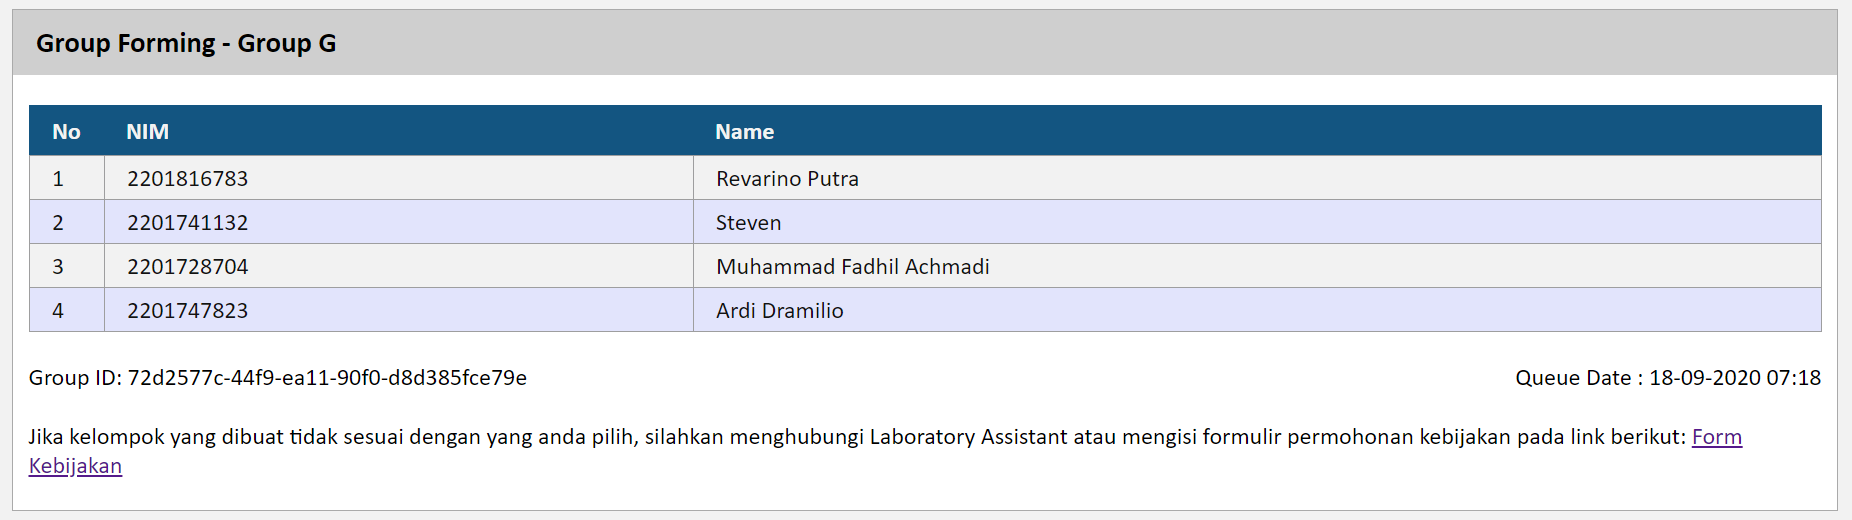 Group Forming - Group G
No NIM Name
1 2201816783 Revarino Putra
2 2201741132 Steven
3 2201728704 Muhammad Fadhil Achmadi
4 2201747823 Ardi Dramilio
Group ID: 72d2577c-44f9-ea11-90f0-d8d385fce79e Queue Date : 18-09-2020 07:18
Jika kelompok yang dibuat tidak sesuai dengan yang anda pilih, silahkan menghubungi Laboratory Assistant atau mengisi formulir permohonan kebijakan pada link berikut: Form
Kebijakan